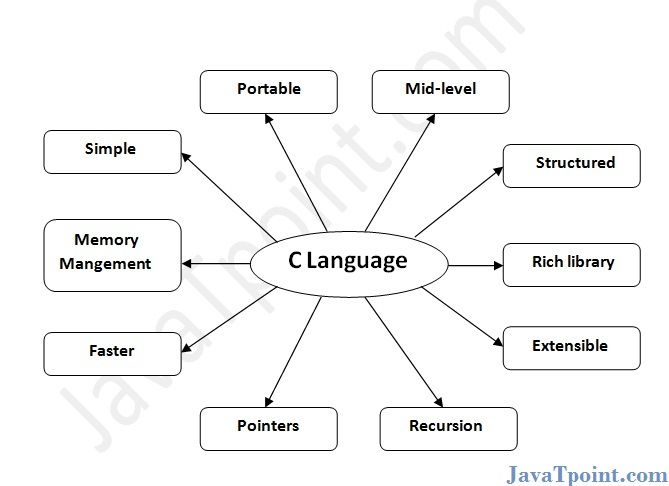 Portable
Mid-level
Simple
Structured
Memory
Mangement
C Language
Rich library
Faster
Extensible
Pointers
Recursion
JavaTpoint.com
JavaTpoint.com